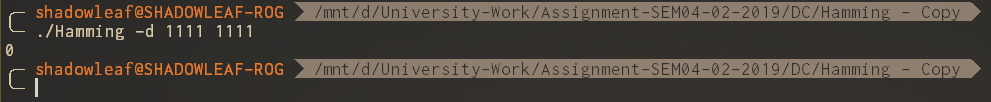 shadowleaf@SHADOWLEAF-ROG /mnt/d/University-Work/Assignment-SEM04-02-2019/DC/Hamming - Copy
./Hamming -d 1111 1111
0
shadowleaf@SHADOWLEAF-ROG /mnt/d/University-Work/Assignment-SEM04-02-2019/DC/Hamming - Copy